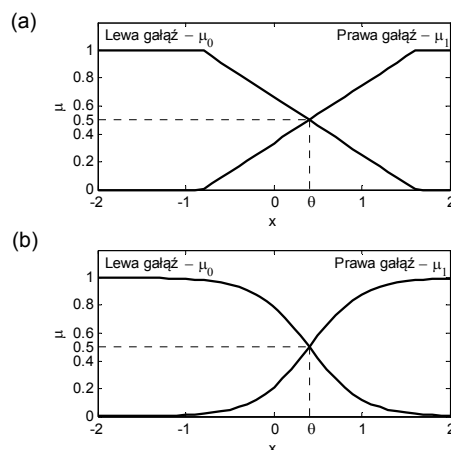 (a)
Lewa gałąź – μ0
Prawa gałąź – μ1
1
0.8
0.6
0.5
0.4
0.2
0
μ
-2
-1
0
θ
1
2
x
(b)
Lewa gałąź – μ0
Prawa gałąź – μ1
1
0.8
0.6
0.5
0.4
0.2
0
μ
-2
-1
0
θ
1
2
x